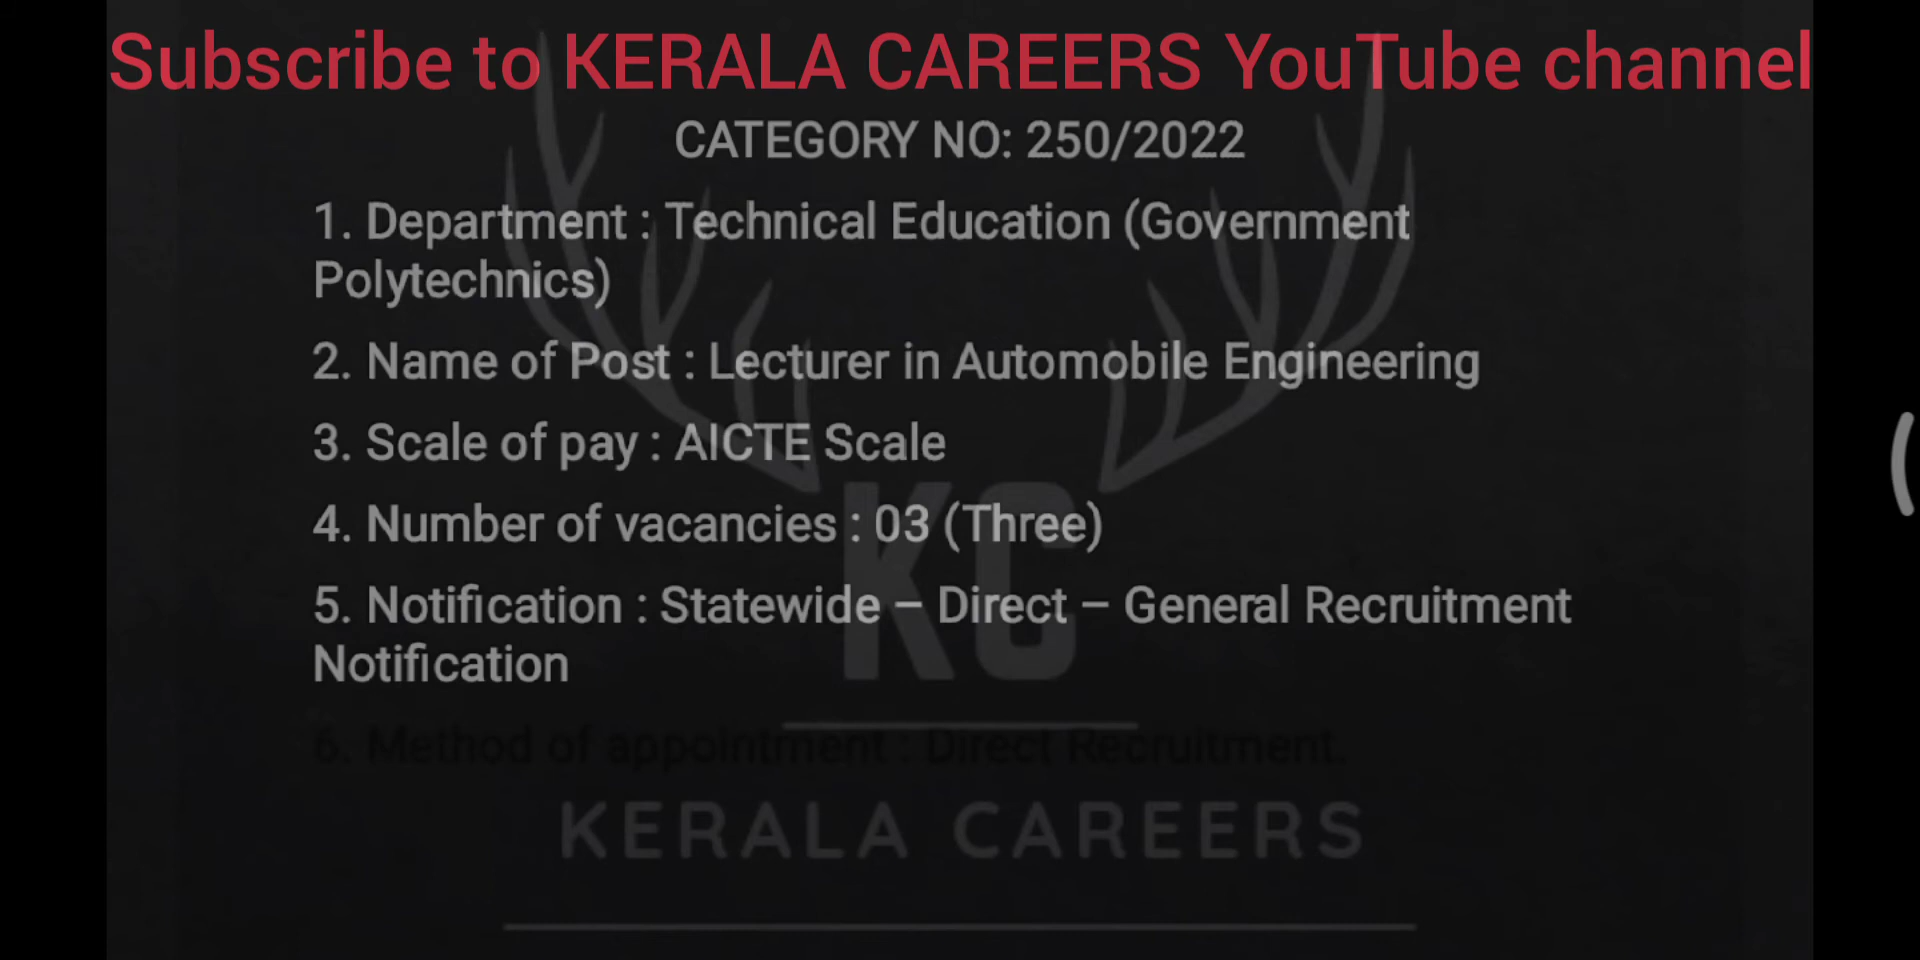 Subscribe to KERALA CAREERS YouTube channel
CATEGORY NO: 250/2022
1. Department : Technical Education (Government
Polytechnics)
2. Name of Post : Lecturer in Automobile Engineering
3. Scale of pay : AICTE Scale
4. Number of vacancies : 03 (Three)
5. Notification : Statewide – Direct – General Recruitment
Notification
KC
6. Method of appointment : Direct Recruitment.
KERALA CAREERS